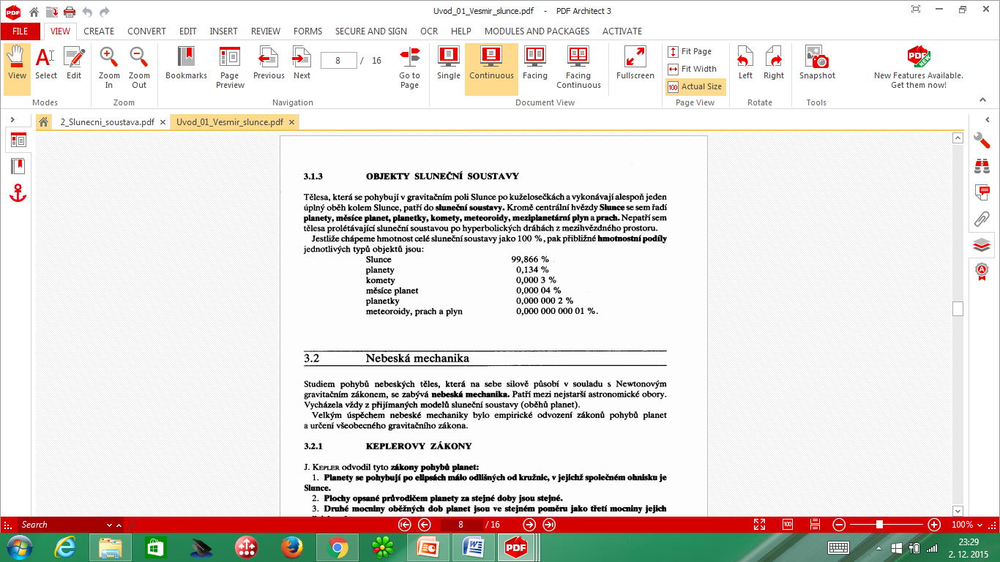 Uvod_01_Vesmir_slunce.pdf - PDF Architect 3
FILE VIEW CREATE CONVERT EDIT INSERT REVIEW FORMS SECURE AND SIGN OCR HELP MODULES AND PACKAGES ACTIVATE
View Select Edit Zoom In Zoom Out Bookmarks Page Preview Previous Next 8 / 16 Go to Page Single Continuous Facing Facing Continuous Fullscreen Fit Page Fit Width Actual Size Left Right Snapshot New Features Available. Get them now!
Modes Zoom Navigation Document View Page View Rotate Tools
2_Slunecni_soustava.pdf Uvod_01_Vesmir_slunce.pdf
3.1.3 OBJEKTY SLUNEČNÍ SOUSTAVY
Tělesa, která se pohybují v gravitačním poli Slunce po kuželosečkách a vykonávají alespoň jeden
úplný oběh kolem Slunce, patří do sluneční soustavy. Kromě centrální hvězdy Slunce se sem řadí
planety, měsíce planet, planetky, komety, meteoroidy, meziplanetární plyn a prach. Nepatří sem
tělesa prolétávající sluneční soustavou po hyperbolických dráhách z mezihvězdného prostoru.
Jestliže chápeme hmotnost celé sluneční soustavy jako 100 %, pak přibližné hmotnostní podíly
jednotlivých typů objektů jsou:
Slunce 99,866 %
planety 0,134 %
komety 0,000 3 %
měsíce planet 0,000 04 %
planetky 0,000 000 2 %
meteoroidy, prach a plyn 0,000 000 000 01 %.
3.2 Nebeská mechanika
Studiem pohybů nebeských těles, která na sebe silově působí v souladu s Newtonovým
gravitačním zákonem, se zabývá nebeská mechanika. Patří mezi nejstarší astronomické obory.
Vycházela vždy z přijímaných modelů sluneční soustavy (oběhů planet).
Velkým úspěchem nebeské mechaniky bylo empirické odvození zákonů pohybů planet
a určení všeobecného gravitačního zákona.
3.2.1 KEPLEROVY ZÁKONY
J. KEPLER odvodil tyto zákony pohybů planet:
1. Planety se pohybují po elipsách málo odlišných od kružnic, v jejichž společném ohnisku je
Slunce.
2. Plochy opsané průvodičem planety za stejné doby jsou stejné.
3. Druhé mocniny oběžných dob planet jsou ve stejném poměru jako třetí mocniny jejich
Search 8 / 16 100%
23:29
2. 12. 2015